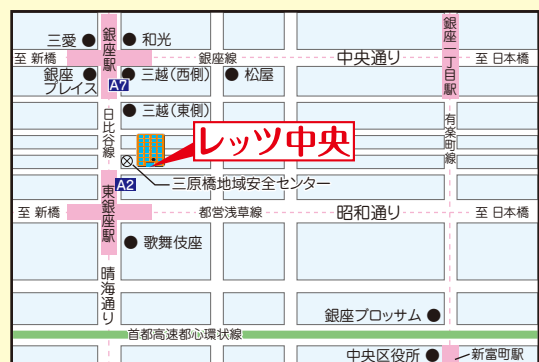 三愛
銀座駅
和光
銀座一丁目駅
至 新橋
銀座線
中央通り
至 日本橋
銀座
プレイス
A7
三越(西側)
松屋
三越(東側)
日比谷線
有楽町線
レッツ中央
三原橋地域安全センター
A2
東銀座駅
至 新橋
都営浅草線
昭和通り
至 日本橋
歌舞伎座
晴海通り
銀座ブロッサム
首都高速都心環状線
中央区役所
新富町駅